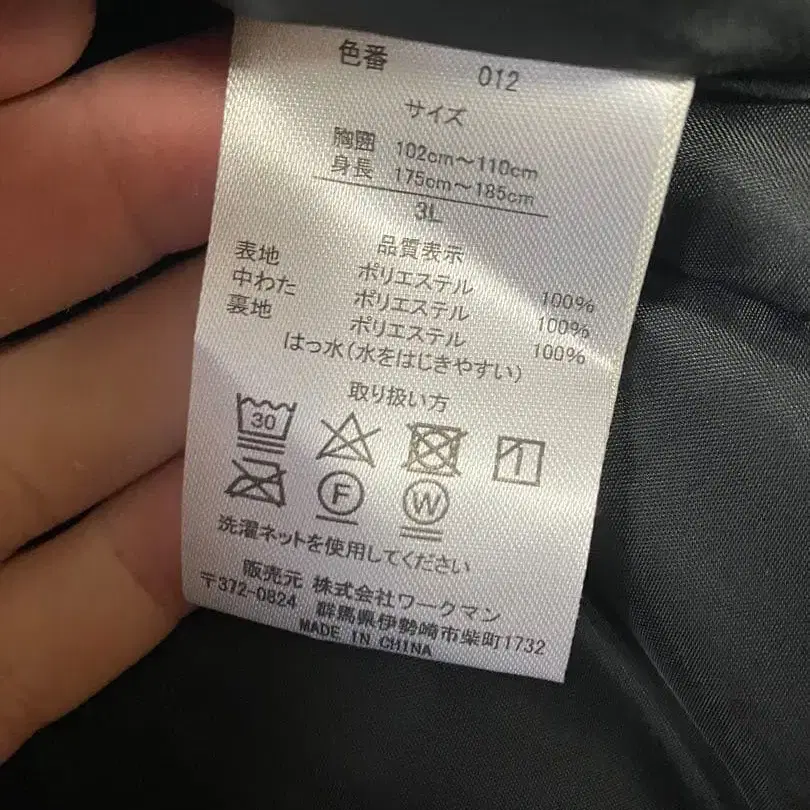 色番 012
サイズ
胸囲 102cm～110cm
身長 175cm～185cm
3L
品質表示
表地 ポリエステル 100%
中わた ポリエステル 100%
裏地 ポリエステル 100%
はっ水(水をはじきやすい)
取り扱い方
30
F W
洗濯ネットを使用してください
販売元 株式会社ワークマン
〒372-0824 群馬県伊勢崎市柴町1732
MADE IN CHINA